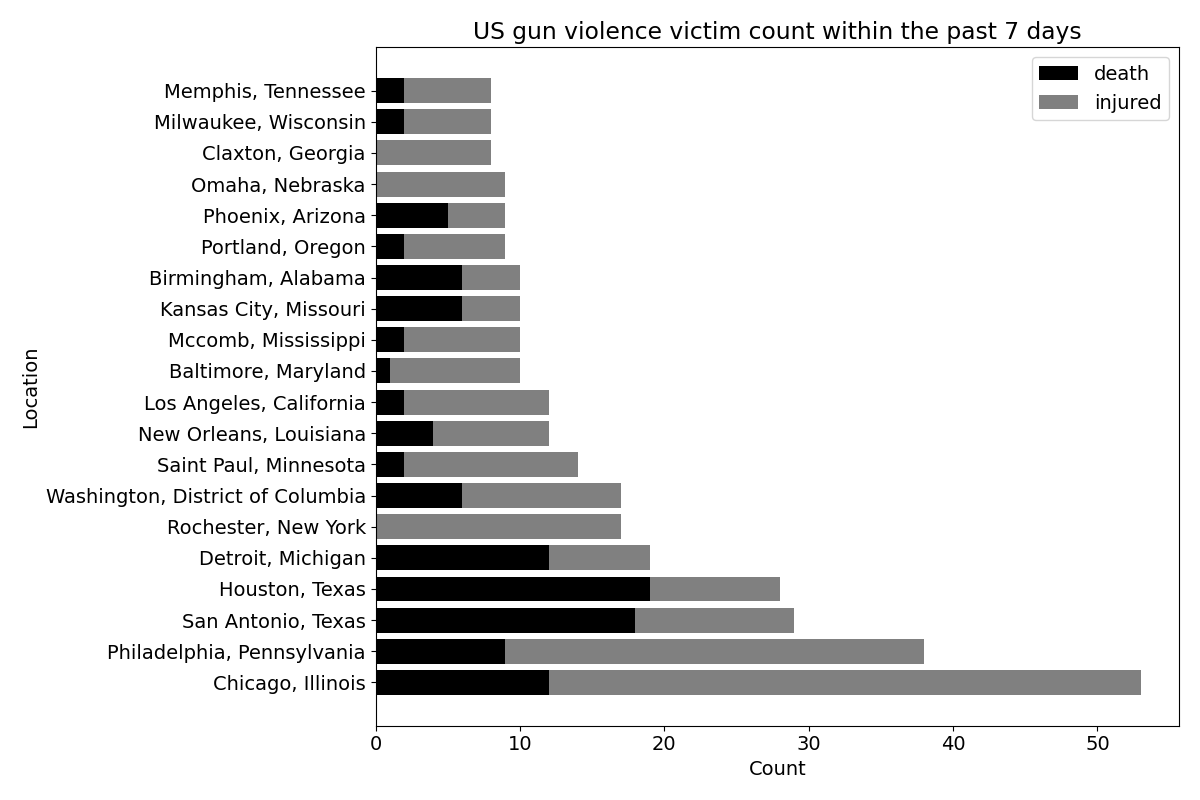 US gun violence victim count within the past 7 days
death
injured
Memphis, Tennessee
Milwaukee, Wisconsin
Claxton, Georgia
Omaha, Nebraska
Phoenix, Arizona
Portland, Oregon
Birmingham, Alabama
Kansas City, Missouri
Mccomb, Mississippi
Baltimore, Maryland
Los Angeles, California
New Orleans, Louisiana
Saint Paul, Minnesota
Washington, District of Columbia
Rochester, New York
Detroit, Michigan
Houston, Texas
San Antonio, Texas
Philadelphia, Pennsylvania
Chicago, Illinois
Location
0 10 20 30 40 50
Count